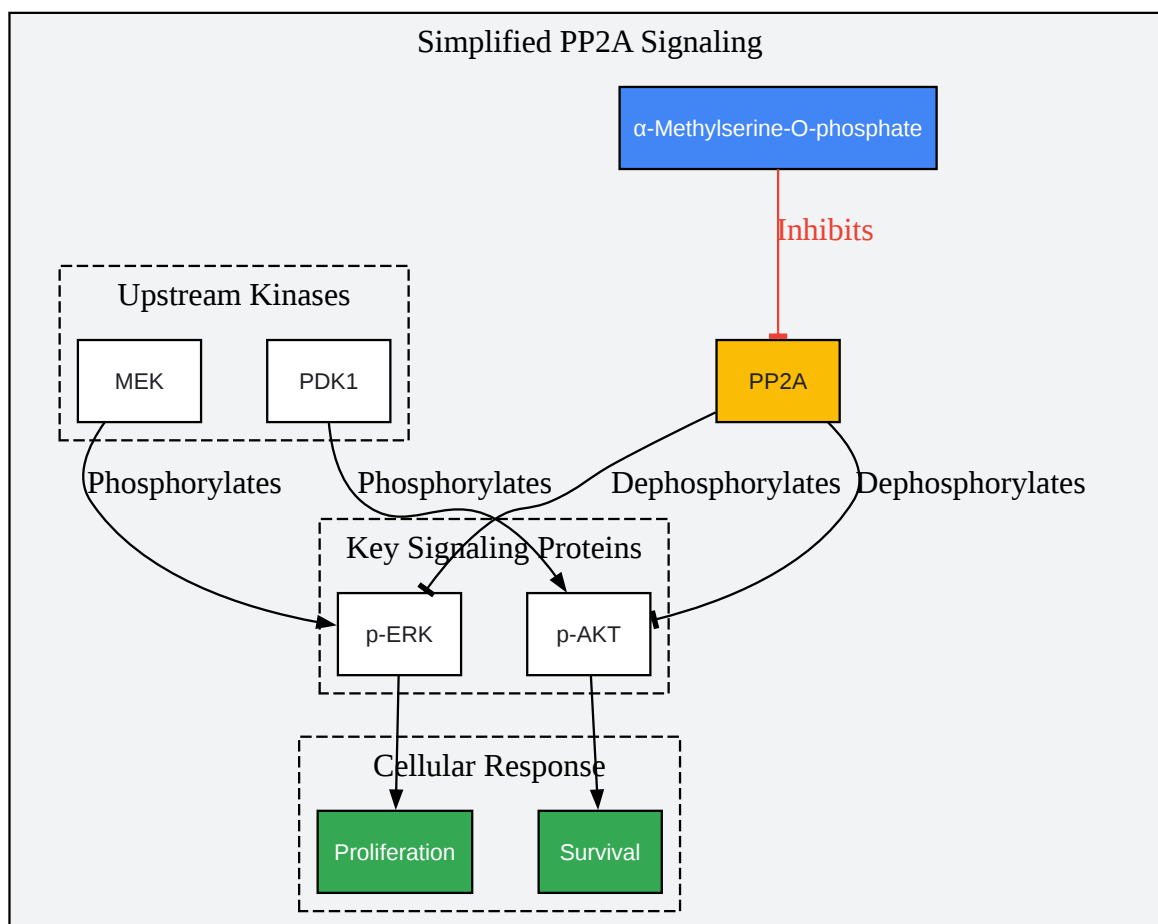 Simplified PP2A Signaling
α-Methylserine-O-phosphate
Inhibits
Upstream Kinases
MEK
PDK1
PP2A
Phosphorylates
Phosphorylates
Dephosphorylates
Dephosphorylates
Key Signaling Proteins
p-ERK
p-AKT
Cellular Response
Proliferation
Survival